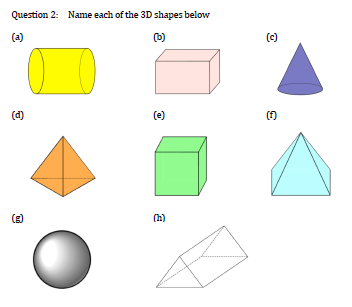 Question 2: Name each of the 3D shapes below
(a) (b) (c)
(d) (e) (f)
(g) (h)